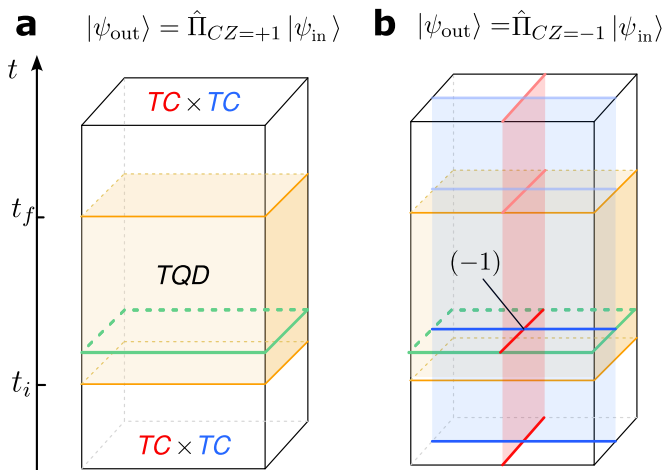 a |ψout⟩ = Π̂CZ=+1 |ψin⟩
b |ψout⟩ =Π̂CZ=−1 |ψin⟩
t
TC × TC
tf
TQD
(−1)
ti
TC × TC